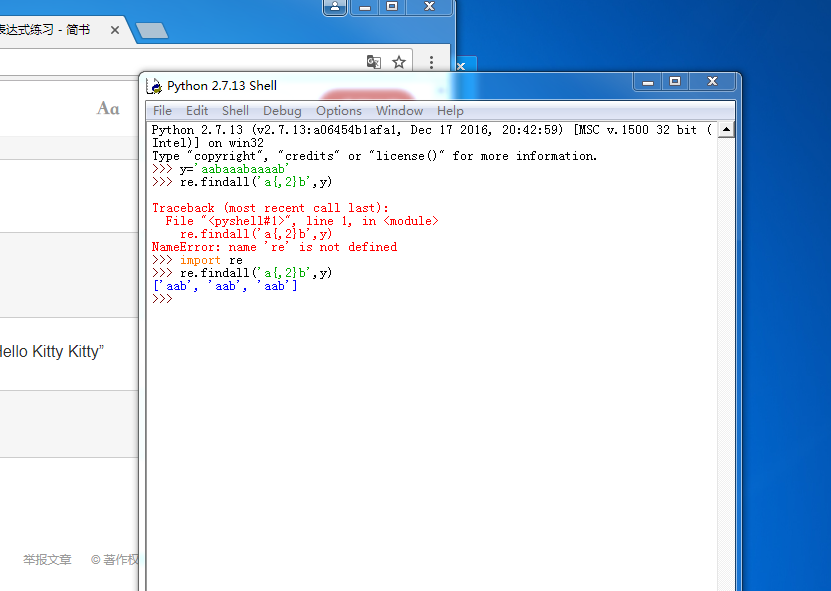 表达式练习 - 简书
Aa
Hello Kitty Kitty”
举报文章 © 著作权
Python 2.7.13 Shell
File Edit Shell Debug Options Window Help
Python 2.7.13 (v2.7.13:a06454b1afa1, Dec 17 2016, 20:42:59) [MSC v.1500 32 bit (
Intel)] on win32
Type "copyright", "credits" or "license()" for more information.
>>> y='aabaaabaaaab'
>>> re.findall('a{,2}b',y)
Traceback (most recent call last):
  File "<pyshell#1>", line 1, in <module>
    re.findall('a{,2}b',y)
NameError: name 're' is not defined
>>> import re
>>> re.findall('a{,2}b',y)
['aab', 'aab', 'aab']
>>>